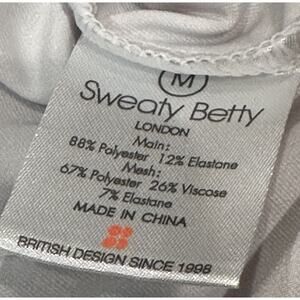 M
Sweaty Betty
LONDON
Main:
88% Polyester 12% Elastane
Mesh:
67% Polyester 26% Viscose
7% Elastane
MADE IN CHINA
BRITISH DESIGN SINCE 1998